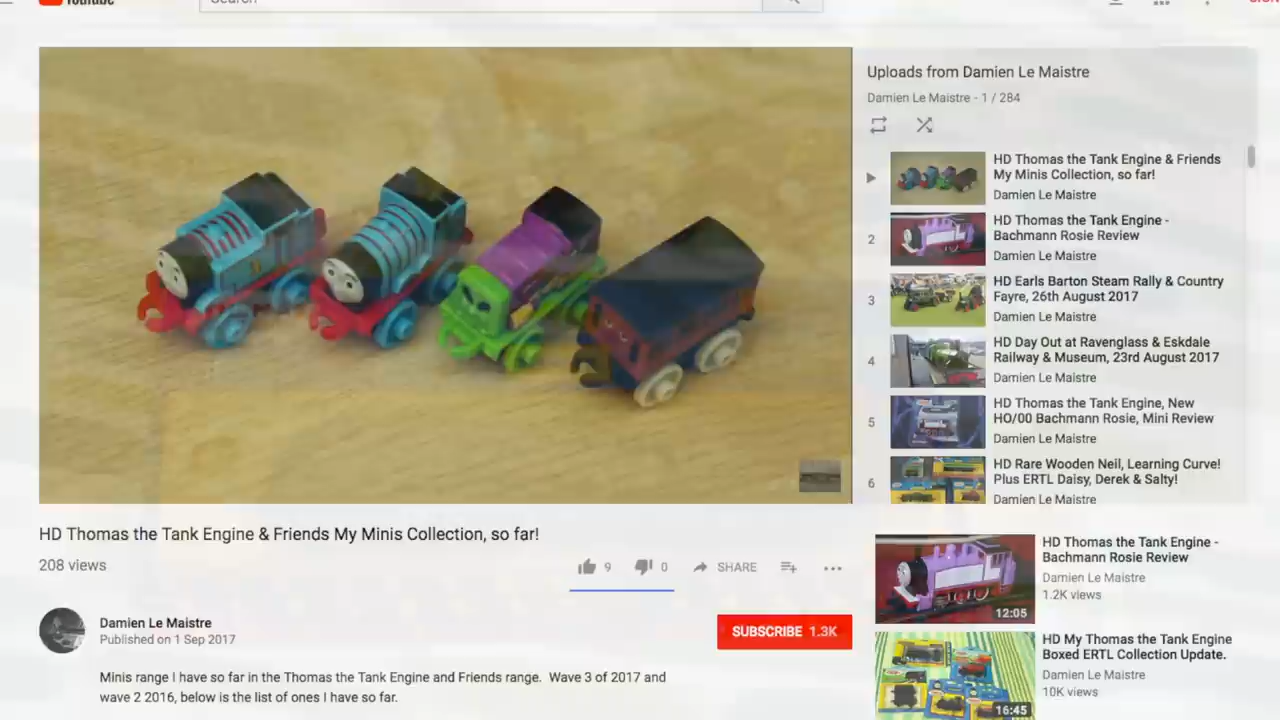 YouTube
Search
SIGN
Uploads from Damien Le Maistre
Damien Le Maistre - 1 / 284
HD Thomas the Tank Engine & Friends
My Minis Collection, so far!
Damien Le Maistre
2
HD Thomas the Tank Engine -
Bachmann Rosie Review
Damien Le Maistre
3
HD Earls Barton Steam Rally & Country
Fayre, 26th August 2017
Damien Le Maistre
4
HD Day Out at Ravenglass & Eskdale
Railway & Museum, 23rd August 2017
Damien Le Maistre
5
HD Thomas the Tank Engine, New
HO/00 Bachmann Rosie, Mini Review
Damien Le Maistre
6
HD Rare Wooden Neil, Learning Curve!
Plus ERTL Daisy, Derek & Salty!
Damien Le Maistre
HD Thomas the Tank Engine & Friends My Minis Collection, so far!
208 views
9
0
SHARE
Damien Le Maistre
Published on 1 Sep 2017
SUBSCRIBE 1.3K
Minis range I have so far in the Thomas the Tank Engine and Friends range. Wave 3 of 2017 and
wave 2 2016, below is the list of ones I have so far.
HD Thomas the Tank Engine -
Bachmann Rosie Review
Damien Le Maistre
1.2K views
12:05
HD My Thomas the Tank Engine
Boxed ERTL Collection Update.
Damien Le Maistre
10K views
16:45